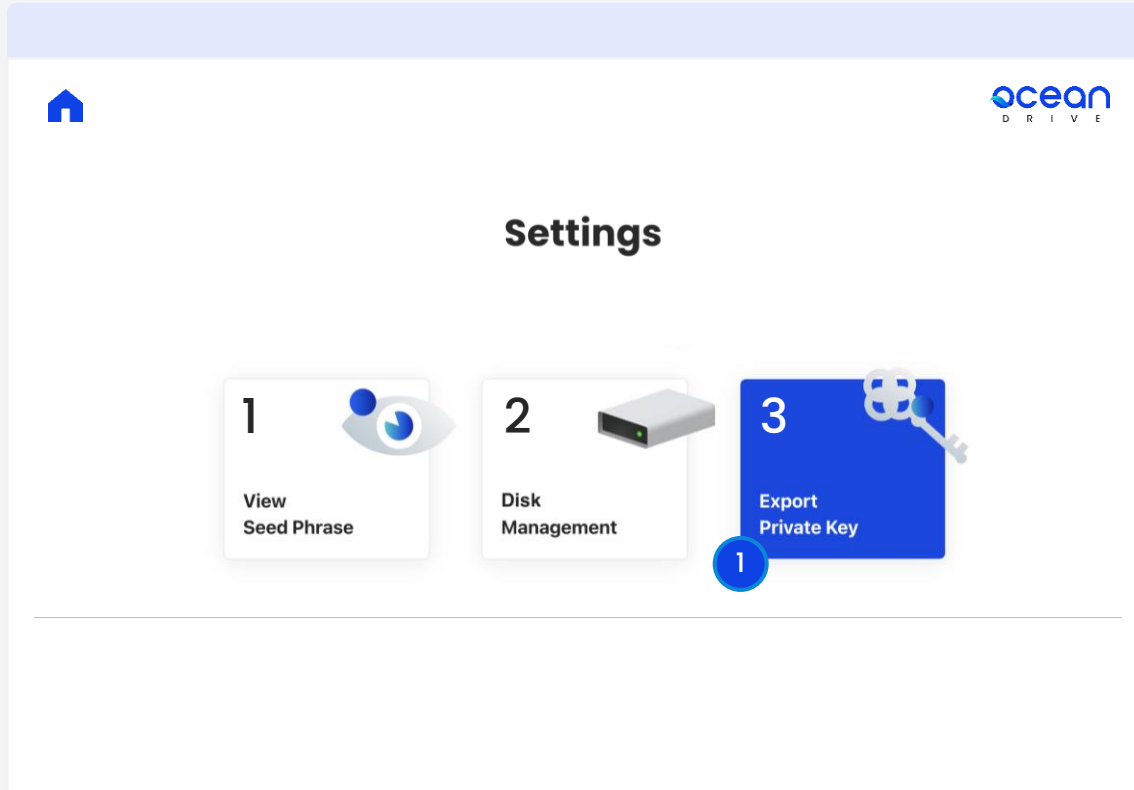 ocean
DRIVE
Settings
1
View
Seed Phrase
2
Disk
Management
3
Export
Private Key
1